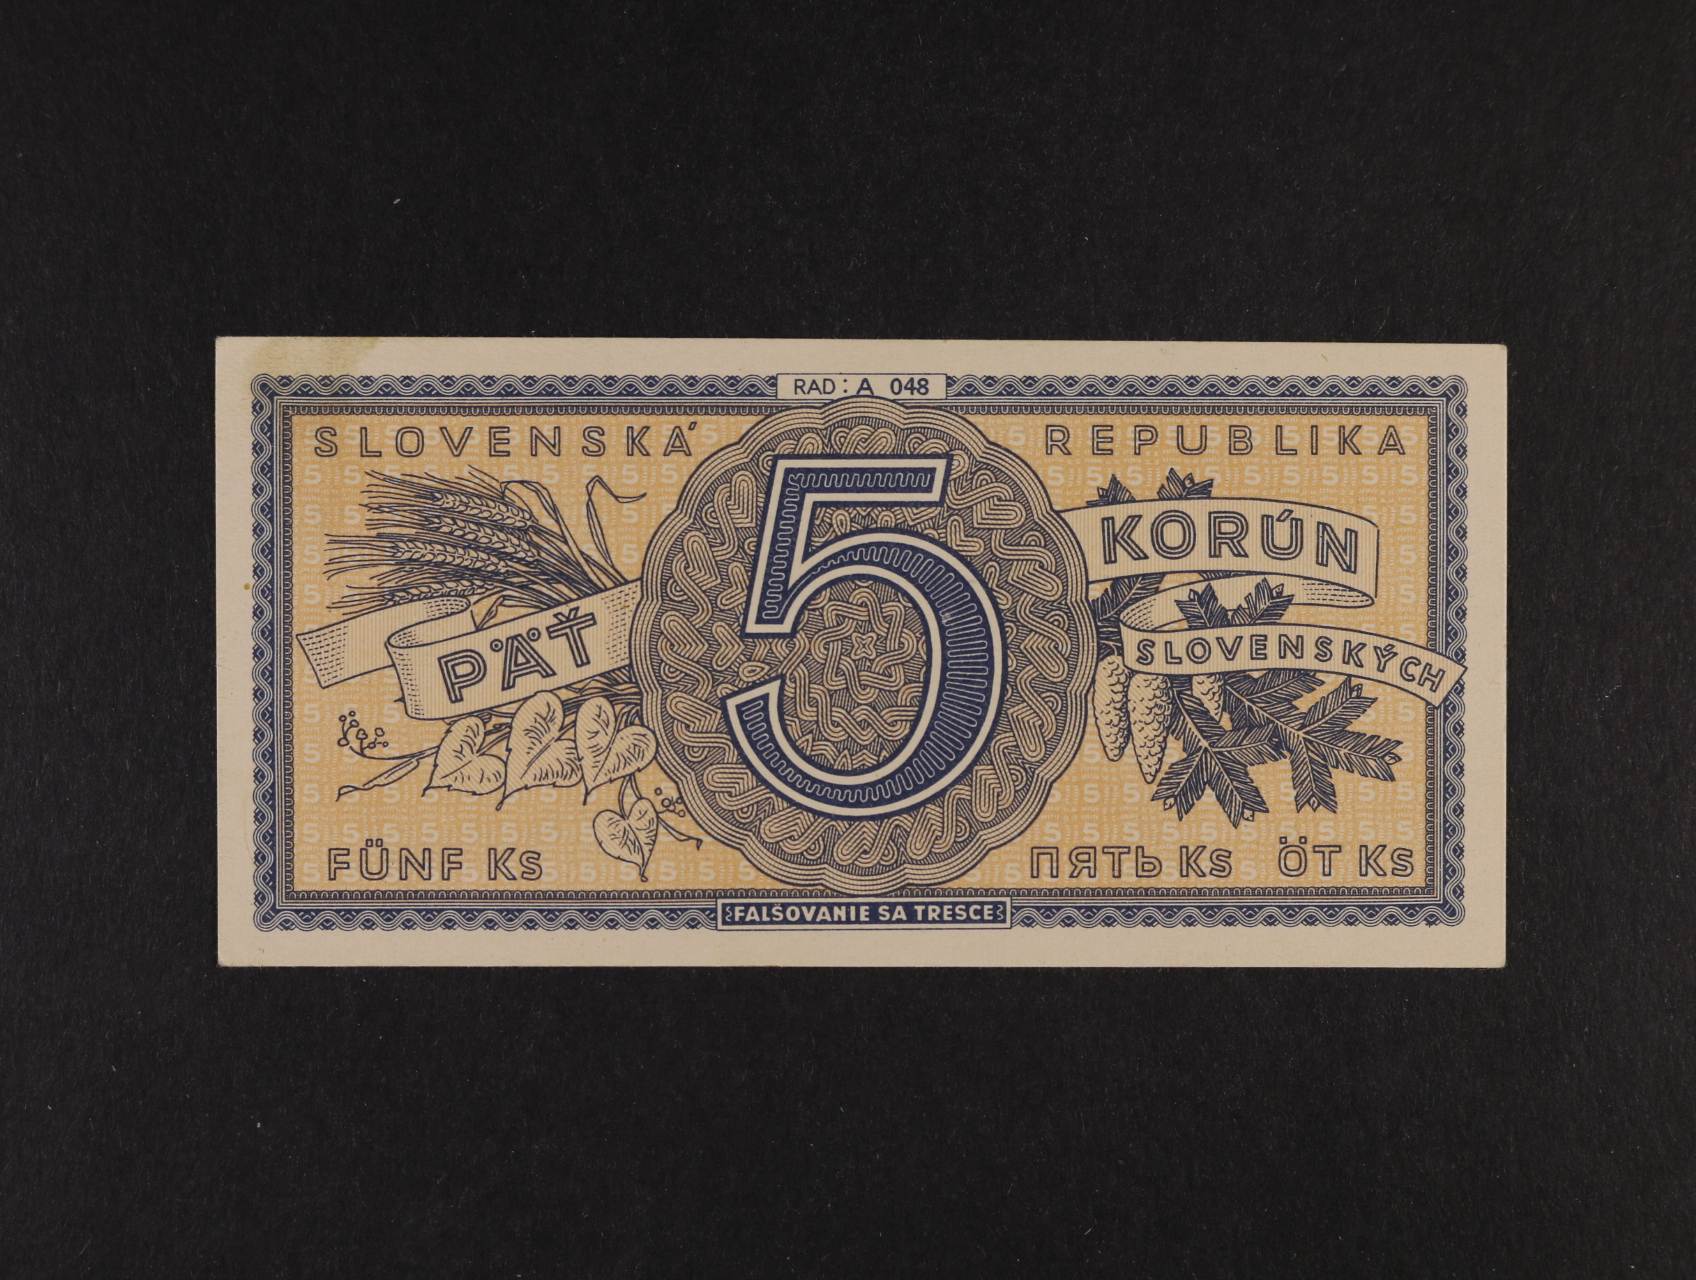 RAD: A 048
SLOVENSKÁ REPUBLIKA
5
PÄŤ
KORÚN
SLOVENSKÝCH
FÜNF Ks
ПЯТЬ Ks ÖT Ks
FALŠOVANIE SA TRESCE